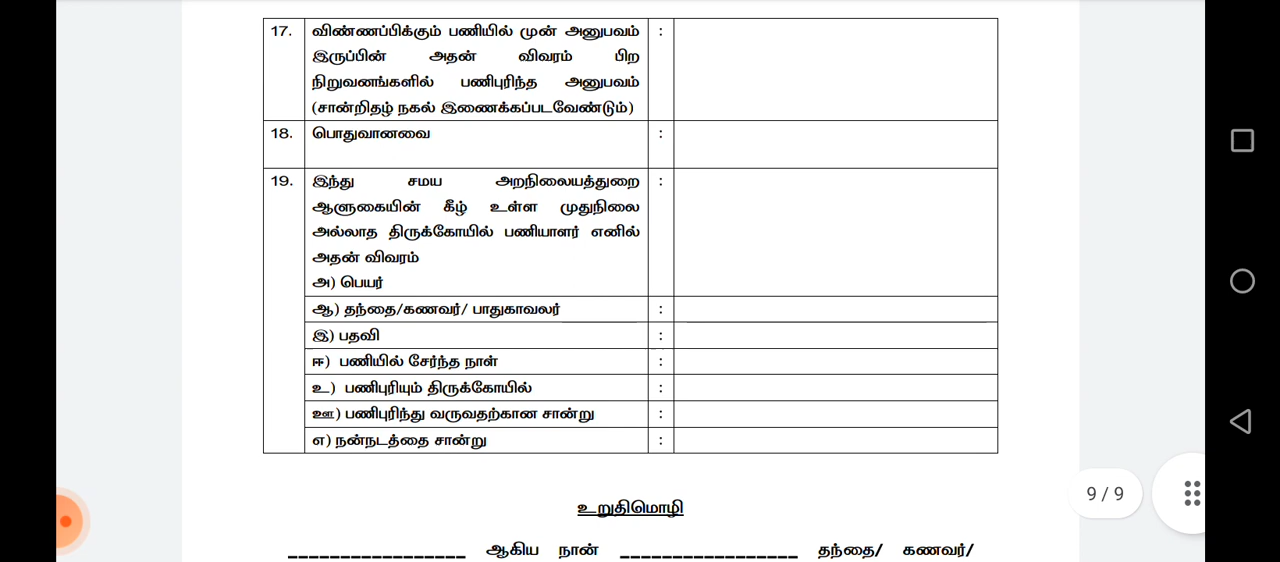 17. விண்ணப்பிக்கும் பணியில் முன் அனுபவம் :
இருப்பின் அதன் விவரம் பிற
நிறுவனங்களில் பணிபுரிந்த அனுபவம்
(சான்றிதழ் நகல் இணைக்கப்படவேண்டும்)
18. பொதுவானவை :
19. இந்து சமய அறநிலையத்துறை :
ஆளுகையின் கீழ் உள்ள முதுநிலை
அல்லாத திருக்கோயில் பணியாளர் எனில்
அதன் விவரம்
அ) பெயர்
ஆ) தந்தை/கணவர்/ பாதுகாவலர் :
இ) பதவி :
ஈ) பணியில் சேர்ந்த நாள் :
உ) பணிபுரியும் திருக்கோயில் :
ஊ) பணிபுரிந்து வருவதற்கான சான்று :
எ) நன்நடத்தை சான்று :
9 / 9
உறுதிமொழி
_________________ ஆகிய நான் _________________ தந்தை/ கணவர்/